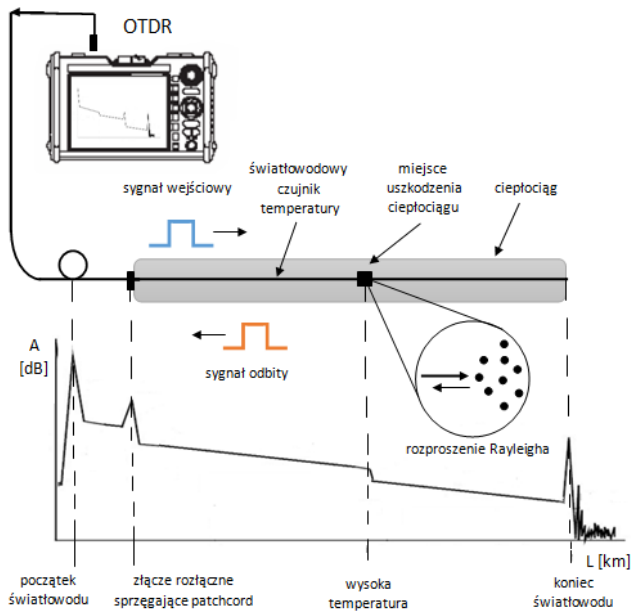 OTDR
sygnał wejściowy
światłowodowy
czujnik
temperatury
miejsce
uszkodzenia
ciepłociągu
ciepłociąg
sygnał odbity
rozproszenie Rayleigha
A
[dB]
L [km]
początek
światłowodu
złącze rozłączne
sprzęgające patchcord
wysoka
temperatura
koniec
światłowodu